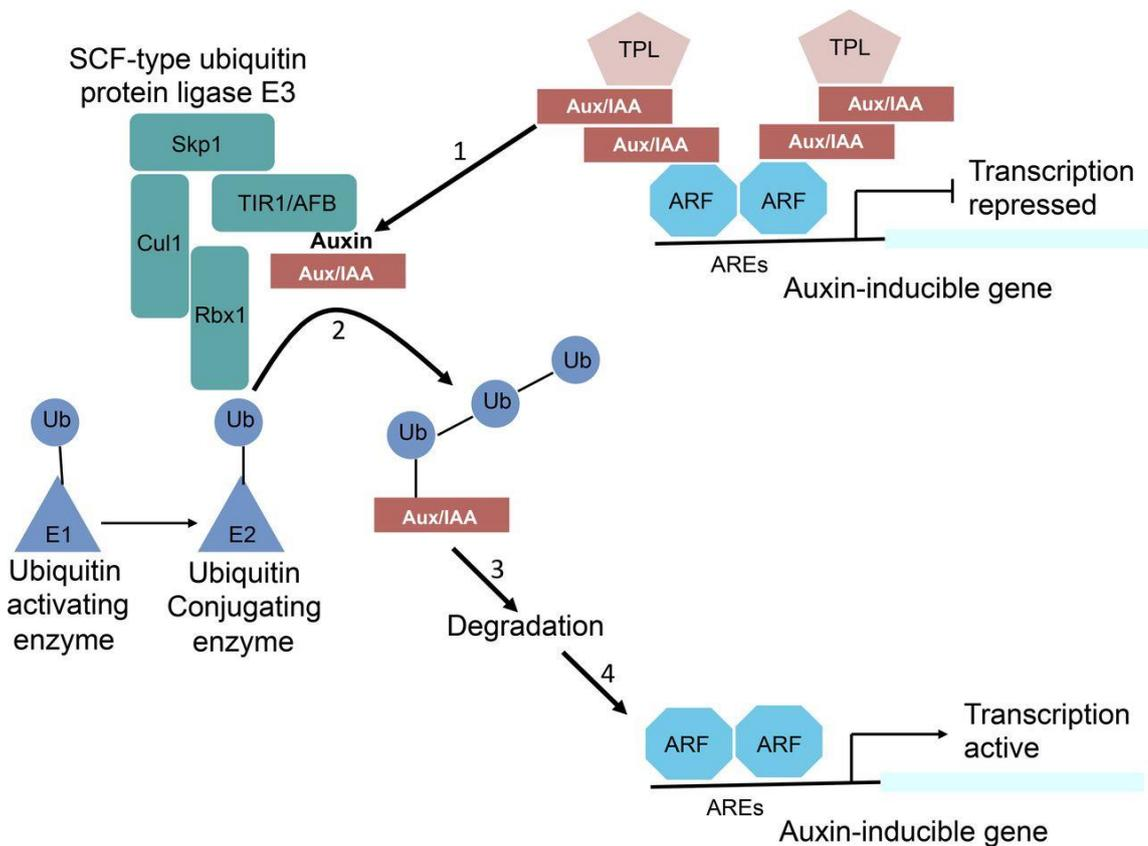 SCF-type ubiquitin
protein ligase E3
Skp1
TIR1/AFB
Cul1
Auxin
Aux/IAA
Rbx1
TPL
TPL
Aux/IAA
Aux/IAA
Aux/IAA
Aux/IAA
ARF
ARF
Transcription
repressed
AREs
Auxin-inducible gene
1
2
Ub
Ub
Ub
Ub
Ub
E1
E2
Ubiquitin
activating
enzyme
Ubiquitin
Conjugating
enzyme
Aux/IAA
3
Degradation
4
ARF
ARF
Transcription
active
AREs
Auxin-inducible gene